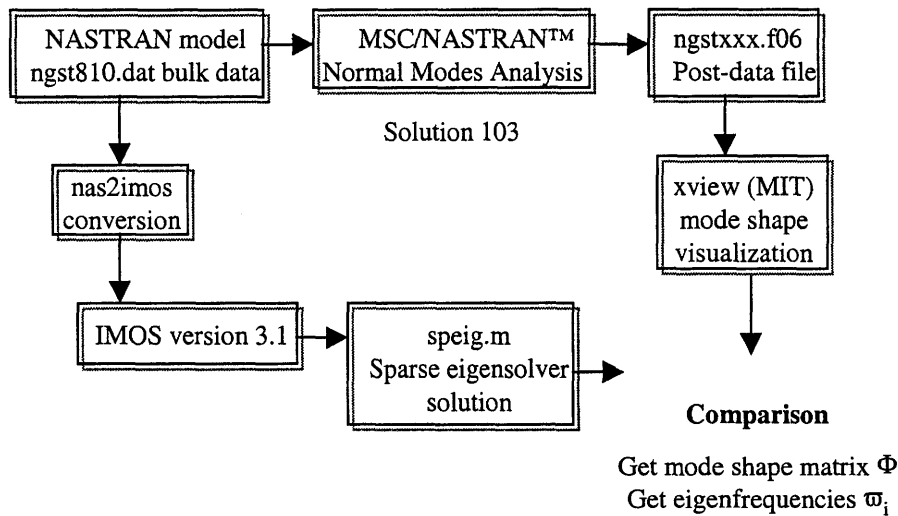 NASTRAN model
ngst810.dat bulk data
MSC/NASTRAN™
Normal Modes Analysis
ngstxxx.f06
Post-data file
Solution 103
nas2imos
conversion
xview (MIT)
mode shape
visualization
IMOS version 3.1
speig.m
Sparse eigensolver
solution
Comparison
Get mode shape matrix Φ
Get eigenfrequencies ϖi